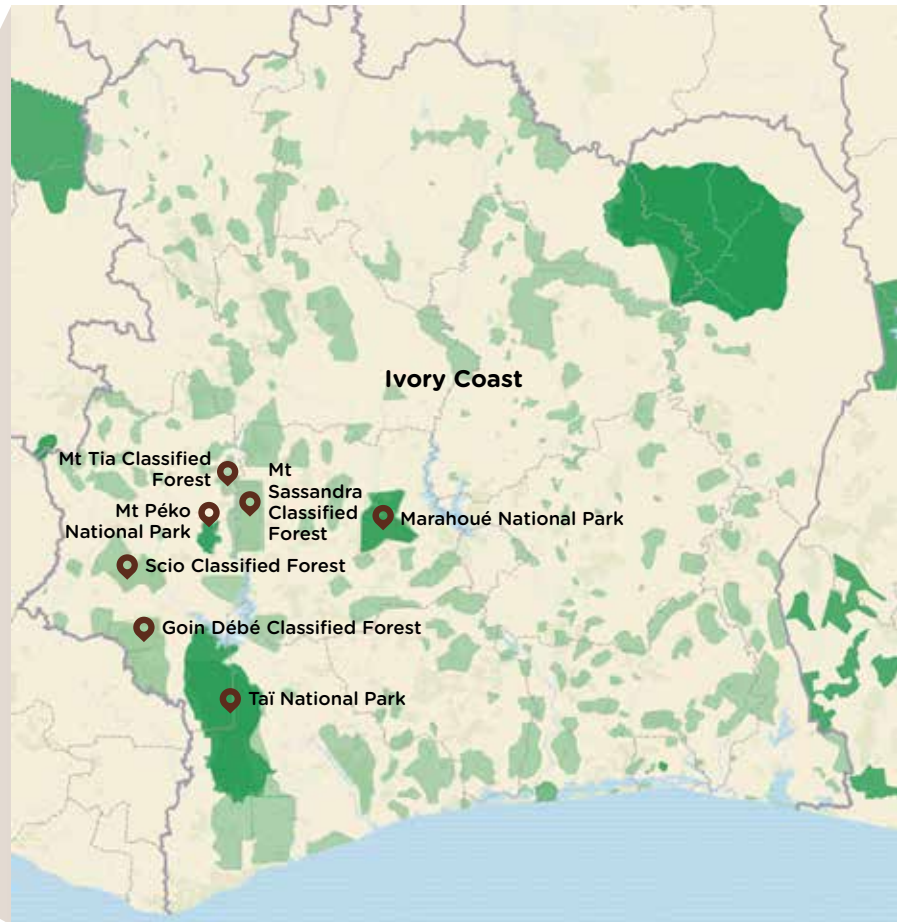 Ivory Coast
Mt Tia Classified
Forest
Mt
Sassandra
Classified
Forest
Mt Péko
National Park
Marahoué National Park
Scio Classified Forest
Goin Débé Classified Forest
Taï National Park